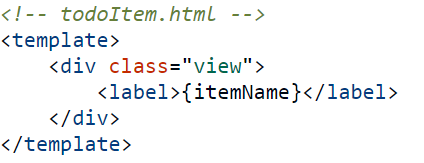 <!-- todoItem.html -->
<template>
    <div class="view">
        <label>{itemName}</label>
    </div>
</template>